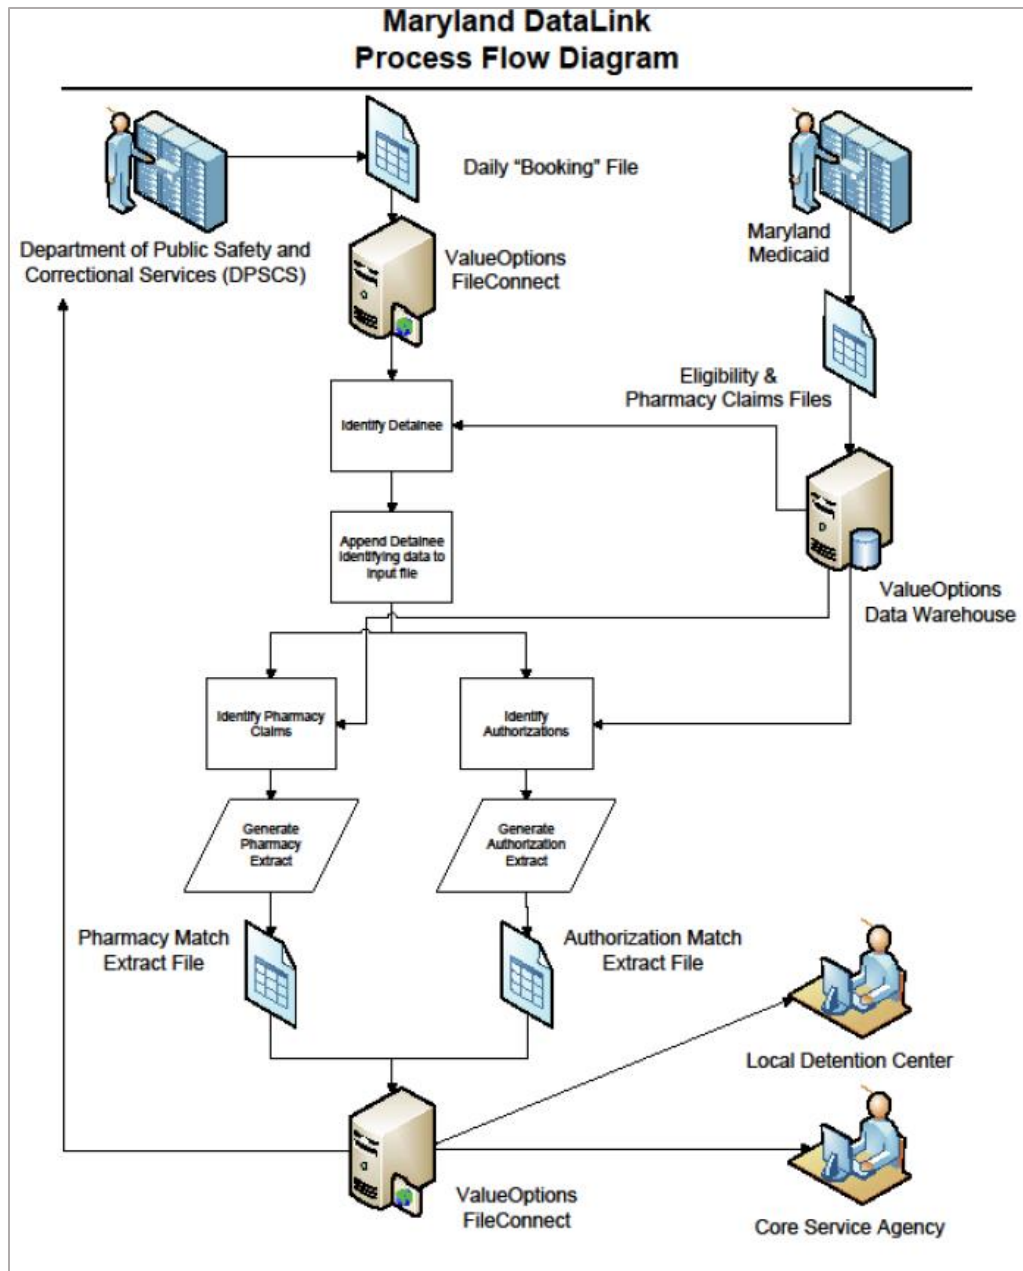 Maryland DataLink
Process Flow Diagram
Daily "Booking" File
Department of Public Safety and
Correctional Services (DPSCS)
Maryland
Medicaid
ValueOptions
FileConnect
Eligibility &
Pharmacy Claims Files
Identify Detainee
Append Detainee
Identifying data to
Input file
ValueOptions
Data Warehouse
Identify Pharmacy
Claims
Identify
Authorizations
Generate
Pharmacy
Extract
Generate
Authorization
Extract
Pharmacy Match
Extract File
Authorization Match
Extract File
Local Detention Center
ValueOptions
FileConnect
Core Service Agency